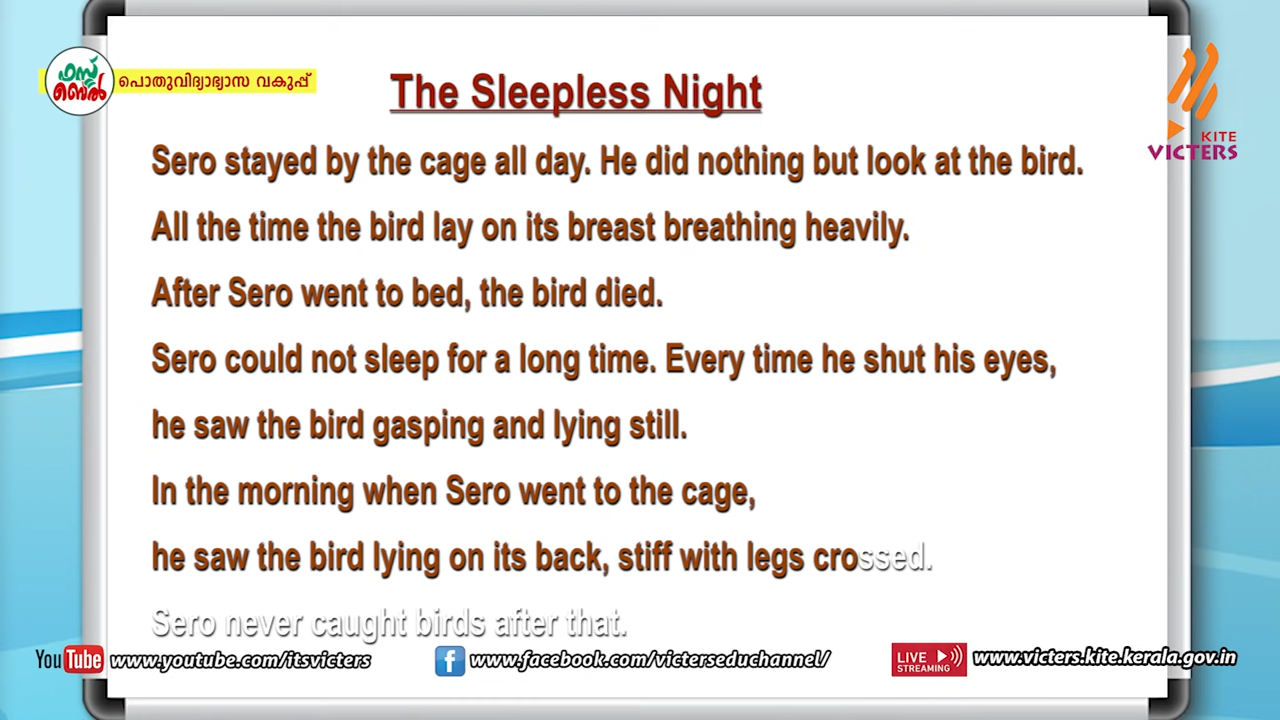 ഫസ്റ്റ്
ബെൽ
പൊതുവിദ്യാഭ്യാസ വകുപ്പ്
The Sleepless Night
KITE
VICTERS
Sero stayed by the cage all day. He did nothing but look at the bird.
All the time the bird lay on its breast breathing heavily.
After Sero went to bed, the bird died.
Sero could not sleep for a long time. Every time he shut his eyes,
he saw the bird gasping and lying still.
In the morning when Sero went to the cage,
he saw the bird lying on its back, stiff with legs crossed.
Sero never caught birds after that.
YouTube www.youtube.com/itsvicters
f www.facebook.com/victerseduchannel/
LIVE
STREAMING
www.victers.kite.kerala.gov.in